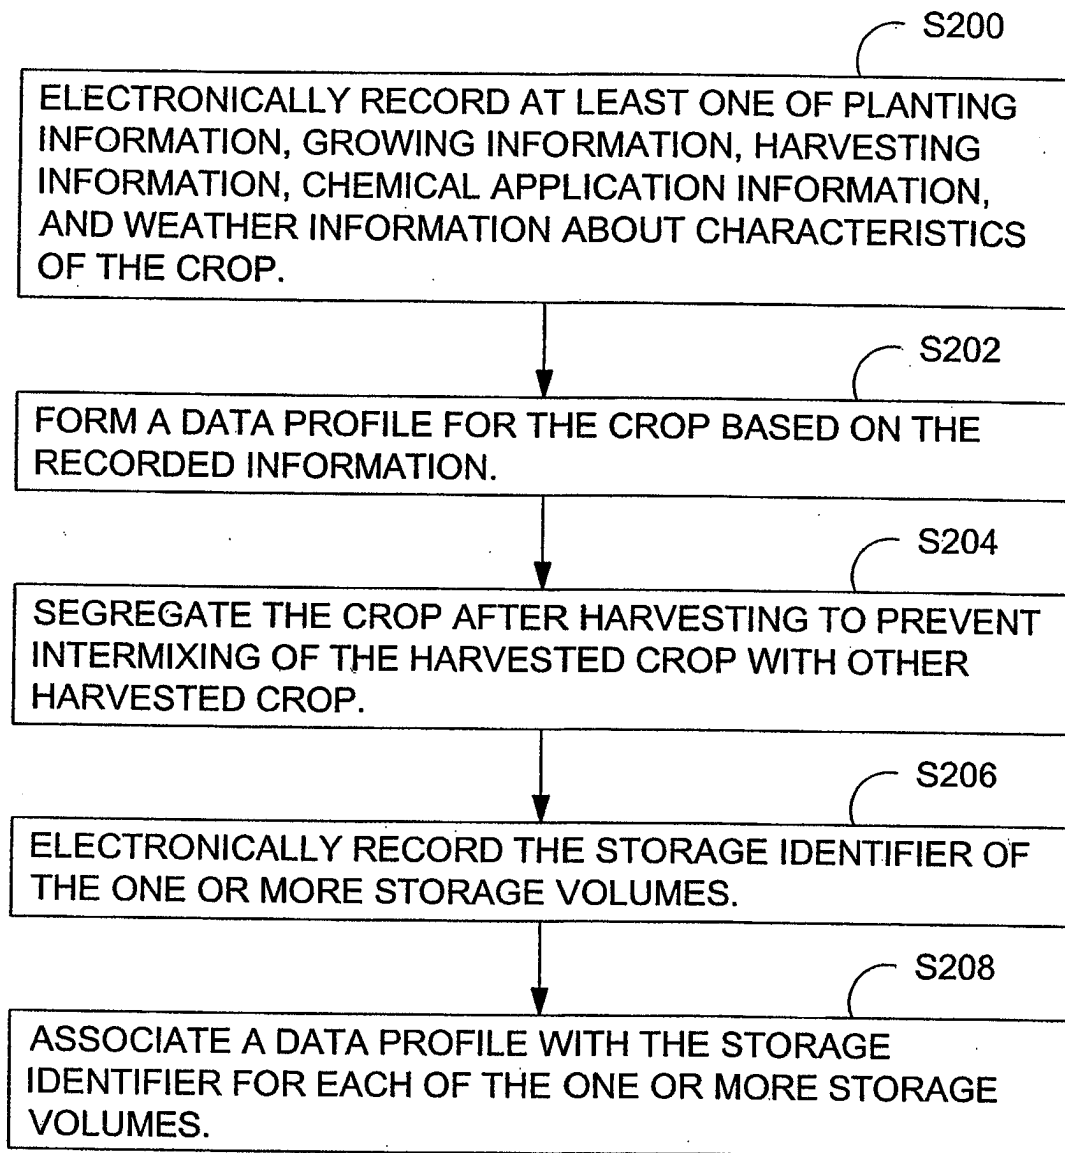 S200
ELECTRONICALLY RECORD AT LEAST ONE OF PLANTING
INFORMATION, GROWING INFORMATION, HARVESTING
INFORMATION, CHEMICAL APPLICATION INFORMATION,
AND WEATHER INFORMATION ABOUT CHARACTERISTICS
OF THE CROP.
S202
FORM A DATA PROFILE FOR THE CROP BASED ON THE
RECORDED INFORMATION.
S204
SEGREGATE THE CROP AFTER HARVESTING TO PREVENT
INTERMIXING OF THE HARVESTED CROP WITH OTHER
HARVESTED CROP.
S206
ELECTRONICALLY RECORD THE STORAGE IDENTIFIER OF
THE ONE OR MORE STORAGE VOLUMES.
S208
ASSOCIATE A DATA PROFILE WITH THE STORAGE
IDENTIFIER FOR EACH OF THE ONE OR MORE STORAGE
VOLUMES.